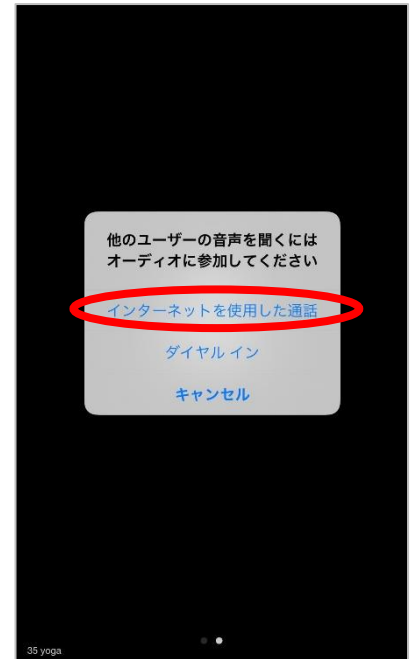 他のユーザーの音声を聞くには
オーディオに参加してください
インターネットを使用した通話
ダイヤル イン
キャンセル
35 yoga